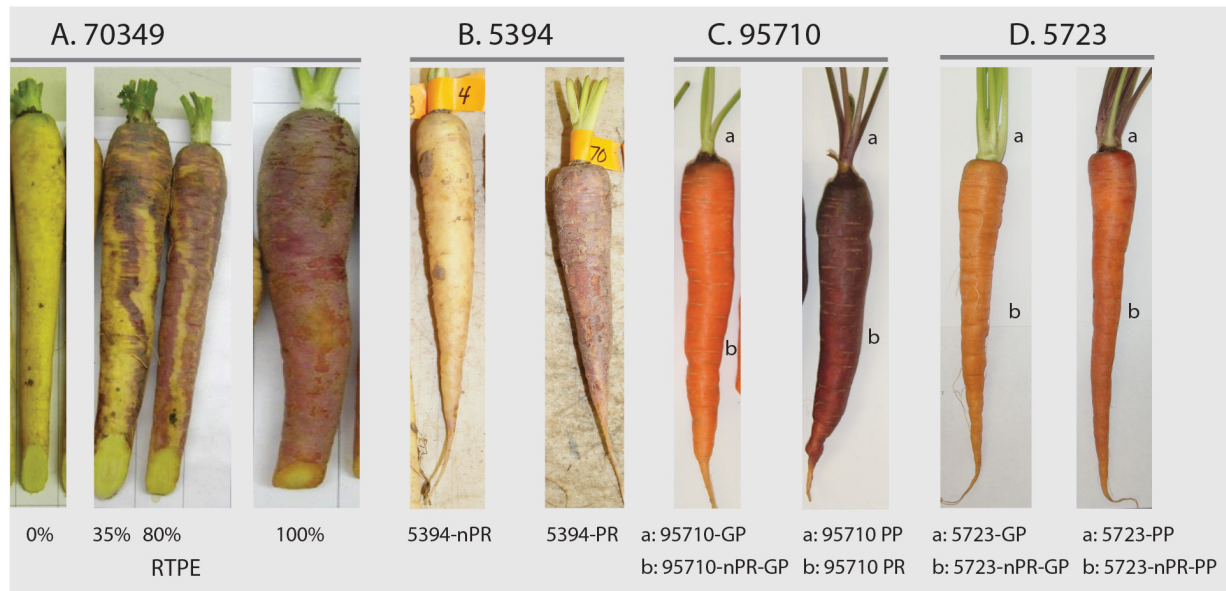 A. 70349
B. 5394
C. 95710
D. 5723
4
70
a
a
a
a
b
b
b
b
0%
35% 80%
100%
RTPE
5394-nPR
5394-PR
a: 95710-GP
b: 95710-nPR-GP
a: 95710 PP
b: 95710 PR
a: 5723-GP
b: 5723-nPR-GP
a: 5723-PP
b: 5723-nPR-PP